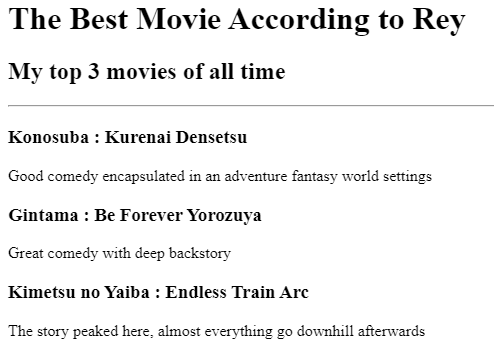 The Best Movie According to Rey
My top 3 movies of all time
Konosuba : Kurenai Densetsu
Good comedy encapsulated in an adventure fantasy world settings
Gintama : Be Forever Yorozuya
Great comedy with deep backstory
Kimetsu no Yaiba : Endless Train Arc
The story peaked here, almost everything go downhill afterwards